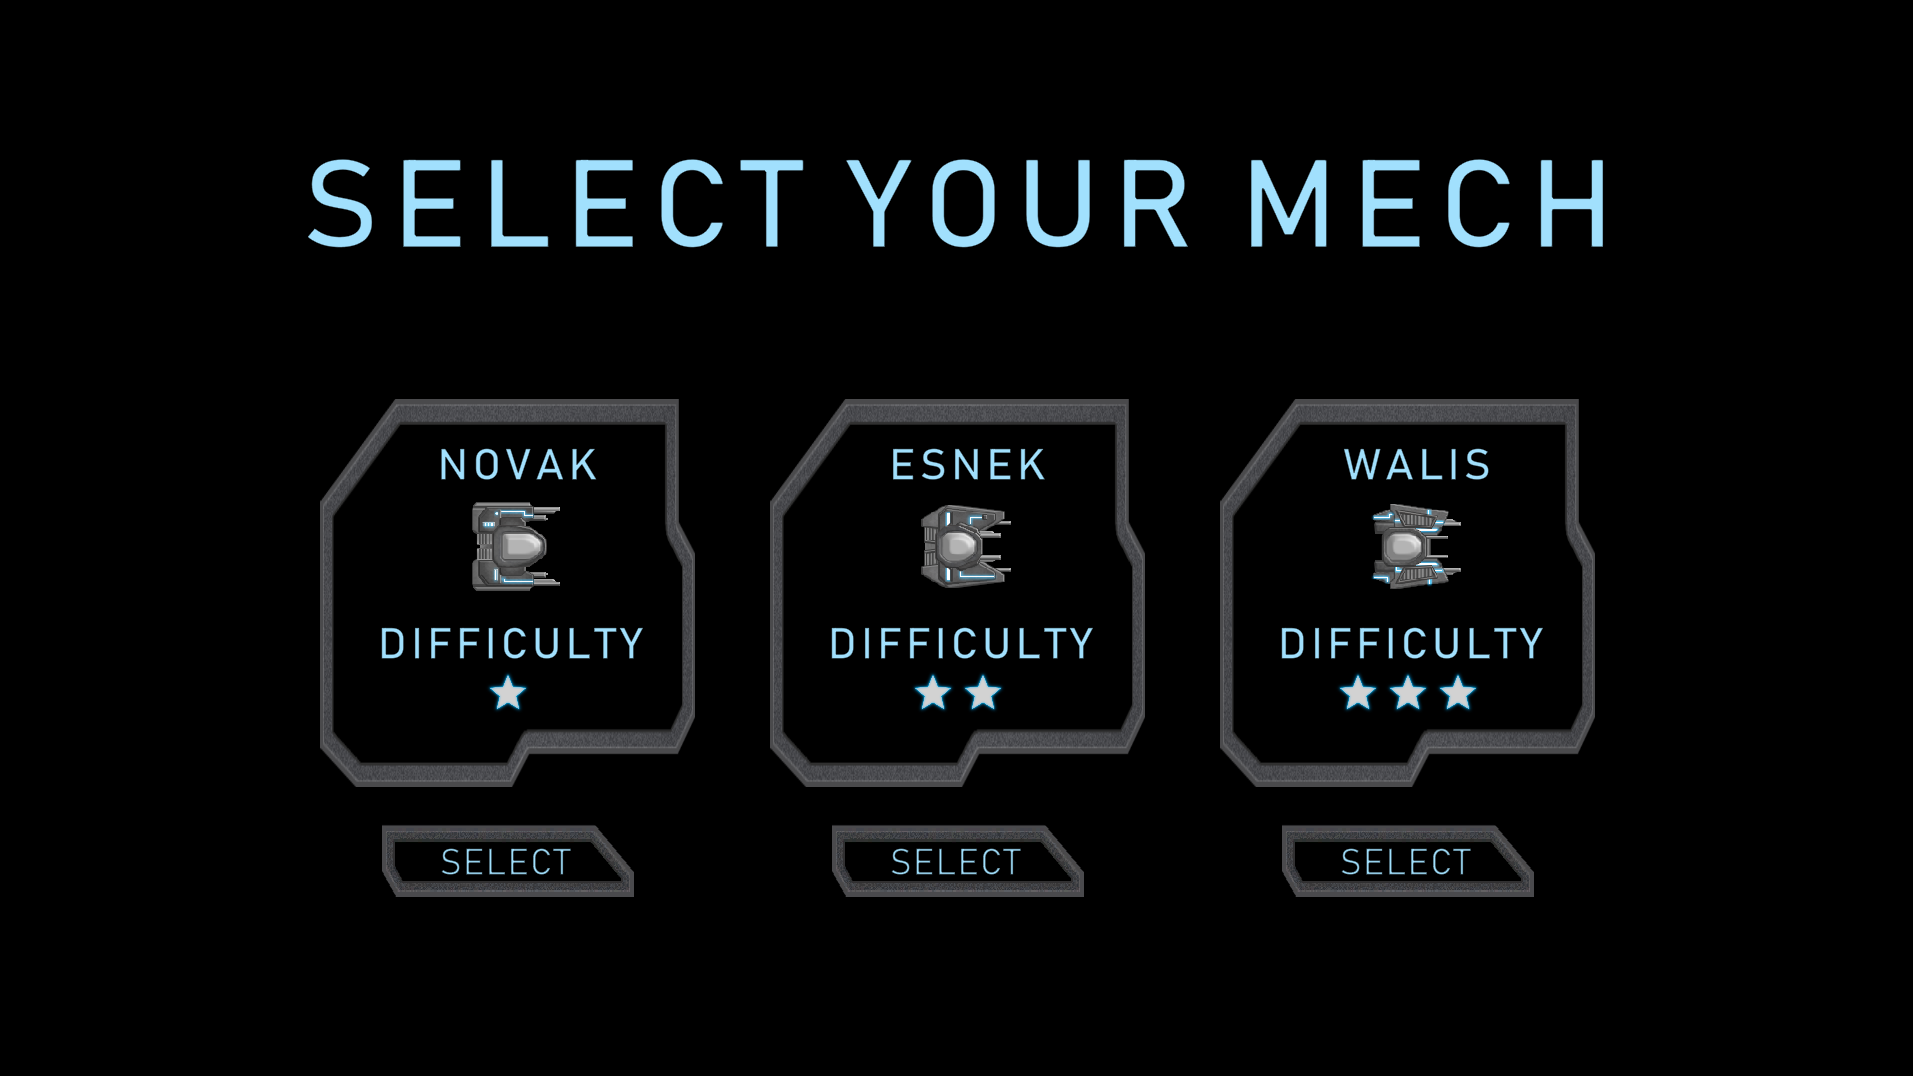 SELECT YOUR MECH
NOVAK
DIFFICULTY
SELECT
ESNEK
DIFFICULTY
SELECT
WALIS
DIFFICULTY
SELECT